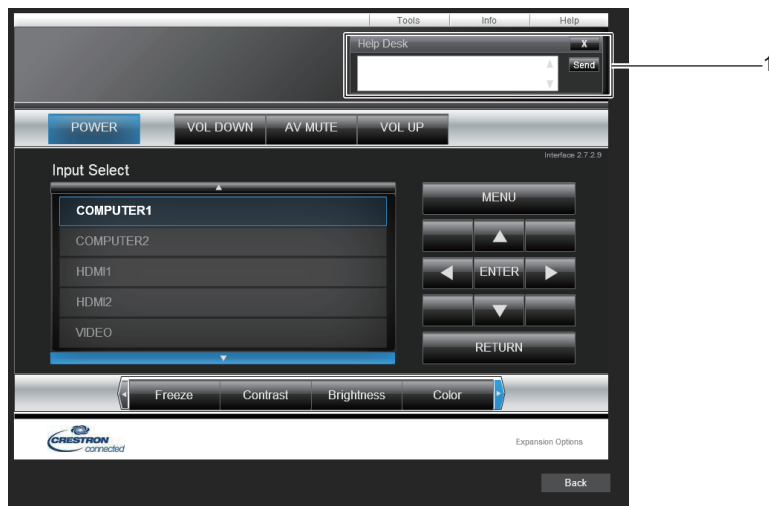 Tools Info Help
Help Desk X
Send
1
POWER VOL DOWN AV MUTE VOL UP
Interface 2.7.2.9
Input Select
COMPUTER1
COMPUTER2
HDMI1
HDMI2
VIDEO
MENU
ENTER
RETURN
Freeze Contrast Brightness Color
CRESTRON
connected
Expansion Options
Back